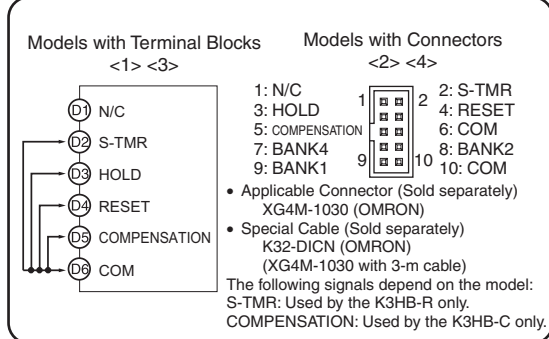 Models with Terminal Blocks
<1> <3>
D1 N/C
D2 S-TMR
D3 HOLD
D4 RESET
D5 COMPENSATION
D6 COM
Models with Connectors
<2> <4>
1: N/C
3: HOLD
5: COMPENSATION
7: BANK4
9: BANK1
1 2
9 10
2: S-TMR
4: RESET
6: COM
8: BANK2
10: COM
• Applicable Connector (Sold separately)
XG4M-1030 (OMRON)
• Special Cable (Sold separately)
K32-DICN (OMRON)
(XG4M-1030 with 3-m cable)
The following signals depend on the model:
S-TMR: Used by the K3HB-R only.
COMPENSATION: Used by the K3HB-C only.